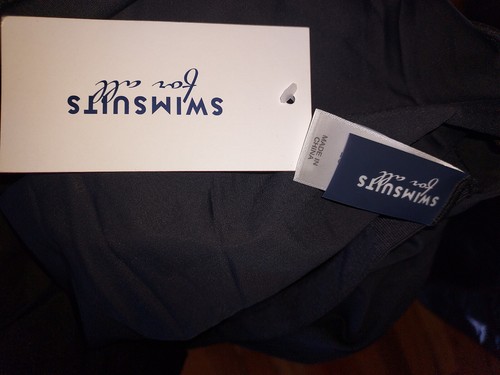 SWIMSUITS
for all
MADE IN
CHINA
SWIMSUITS
for all